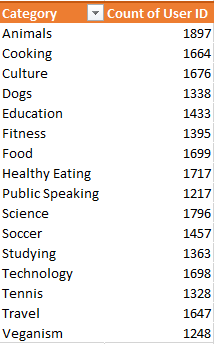 Category Count of User ID
Animals 1897
Cooking 1664
Culture 1676
Dogs 1338
Education 1433
Fitness 1395
Food 1699
Healthy Eating 1717
Public Speaking 1217
Science 1796
Soccer 1457
Studying 1363
Technology 1698
Tennis 1328
Travel 1647
Veganism 1248